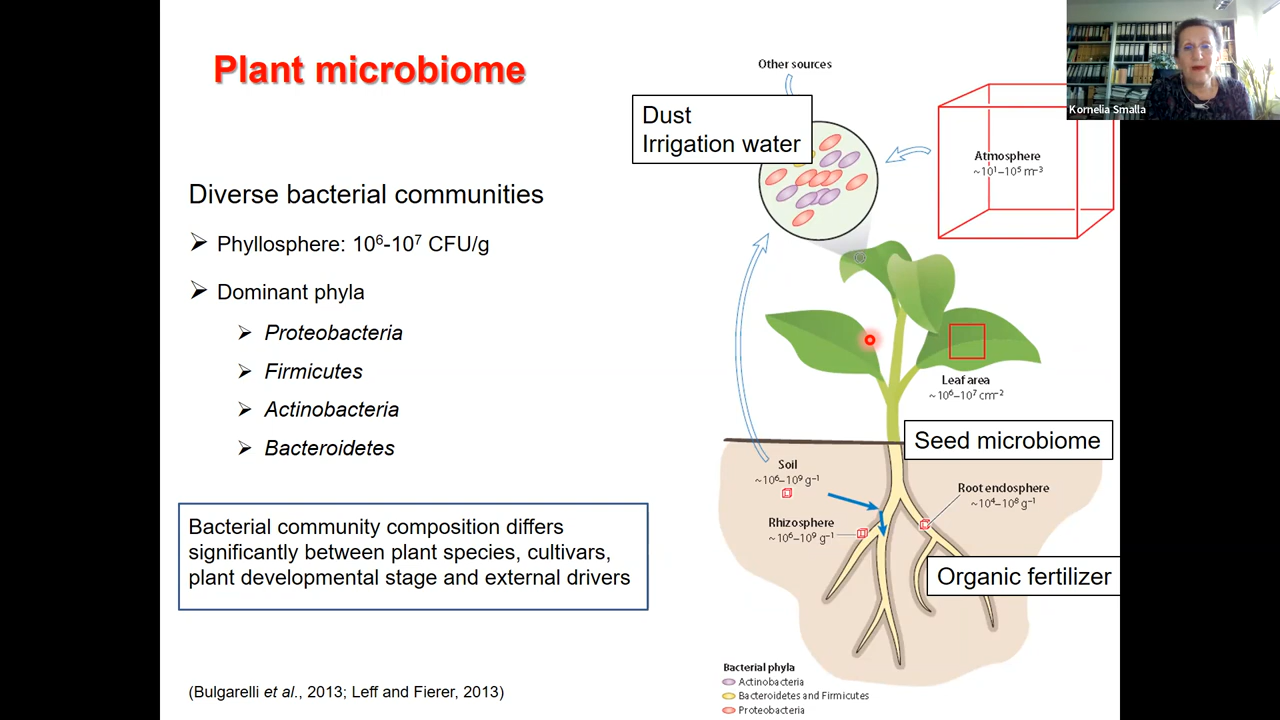 Plant microbiome
Diverse bacterial communities
Phyllosphere: 10⁶-10⁷ CFU/g
Dominant phyla
Proteobacteria
Firmicutes
Actinobacteria
Bacteroidetes
Bacterial community composition differs
significantly between plant species, cultivars,
plant developmental stage and external drivers
(Bulgarelli et al., 2013; Leff and Fierer, 2013)
Other sources
Dust
Irrigation water
Atmosphere
~10¹–10⁵ m⁻³
Leaf area
~10⁶–10⁷ cm⁻²
Seed microbiome
Soil
~10⁶–10⁹ g⁻¹
Root endosphere
~10⁴–10⁸ g⁻¹
Rhizosphere
~10⁶–10⁹ g⁻¹
Organic fertilizer
Bacterial phyla
Actinobacteria
Bacteroidetes and Firmicutes
Proteobacteria
Kornelia Smalla